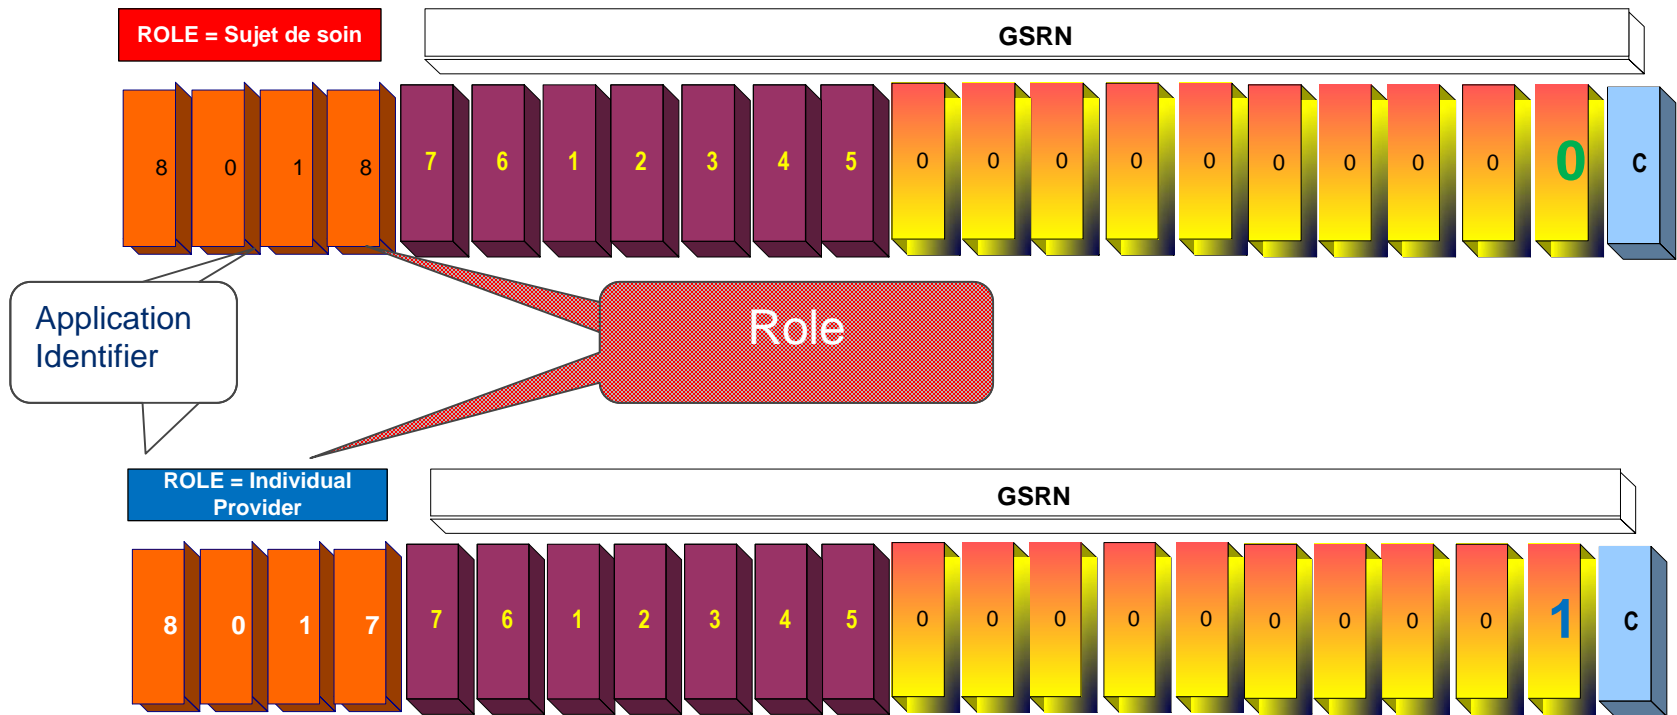 ROLE = Sujet de soin
GSRN
8 0 1 8 7 6 1 2 3 4 5 0 0 0 0 0 0 0 0 0 0 C
Application
Identifier
Role
ROLE = Individual
Provider
GSRN
8 0 1 7 7 6 1 2 3 4 5 0 0 0 0 0 0 0 0 0 1 C